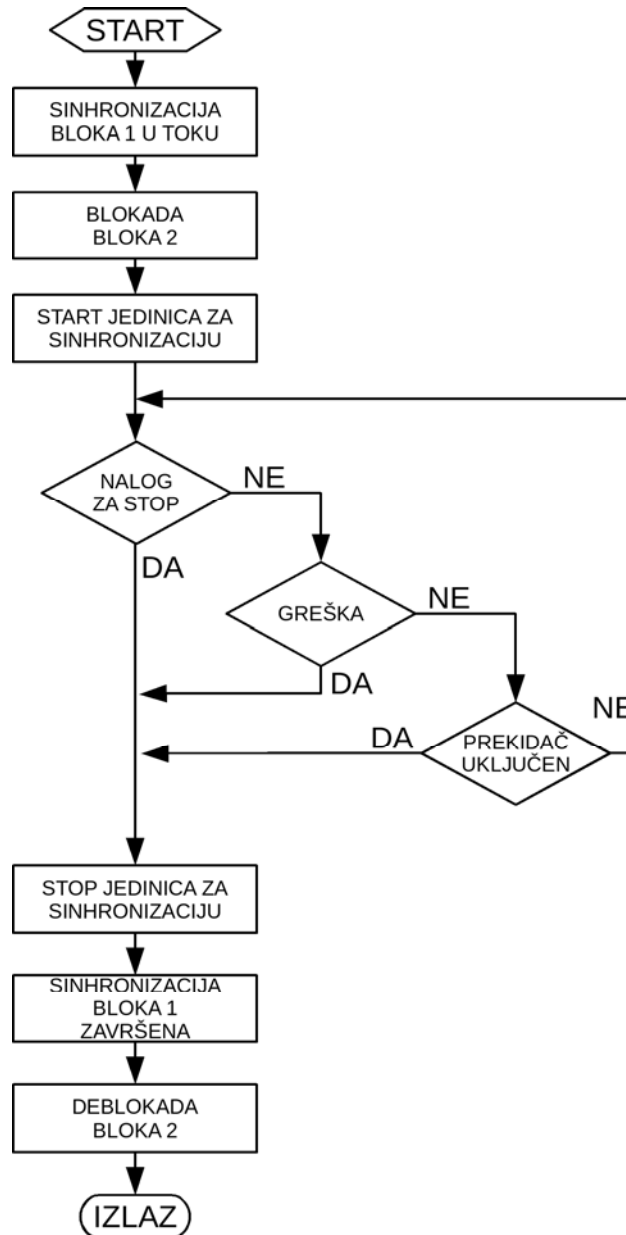 START
SINHRONIZACIJA
BLOKA 1 U TOKU
BLOKADA
BLOKA 2
START JEDINICA ZA
SINHRONIZACIJU
NALOG
ZA STOP
NE
DA
GREŠKA
NE
DA
PREKIDAČ
UKLJUČEN
NE
DA
STOP JEDINICA ZA
SINHRONIZACIJU
SINHRONIZACIJA
BLOKA 1
ZAVRŠENA
DEBLOKADA
BLOKA 2
IZLAZ